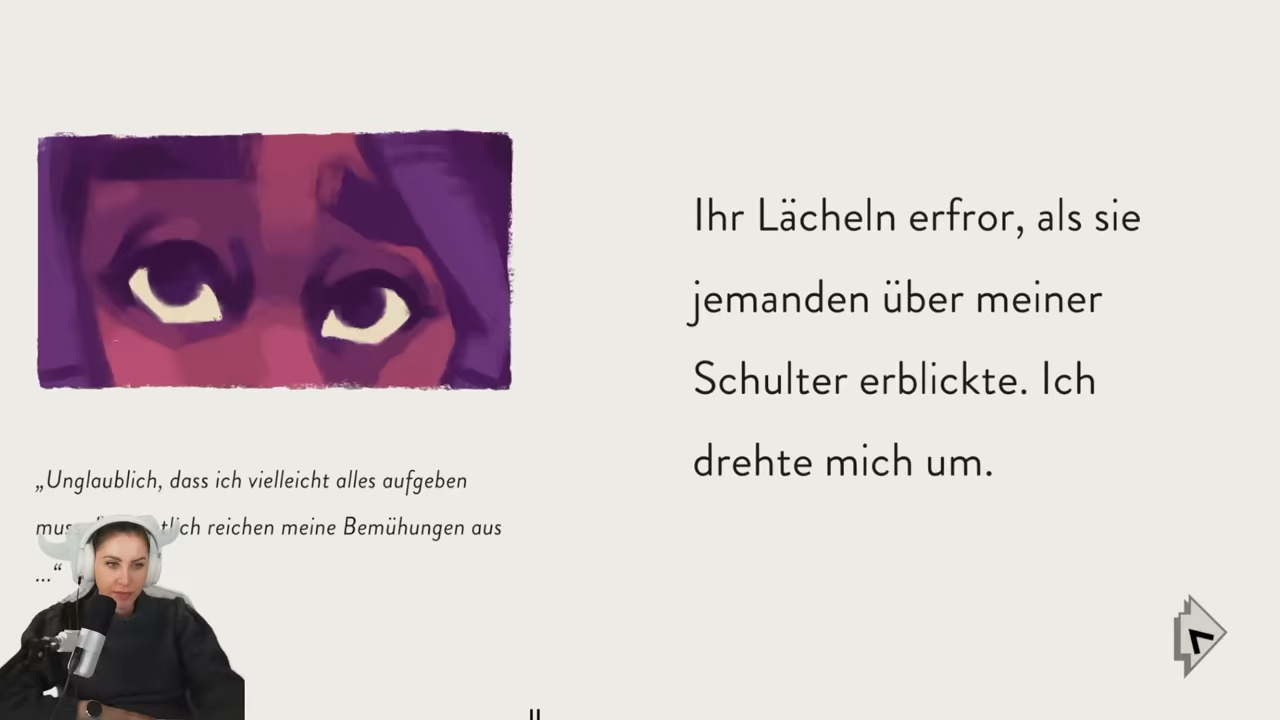 Ihr Lächeln erfror, als sie
jemanden über meiner
Schulter erblickte. Ich
drehte mich um.
„Unglaublich, dass ich vielleicht alles aufgeben
reichen meine Bemühungen aus
…“